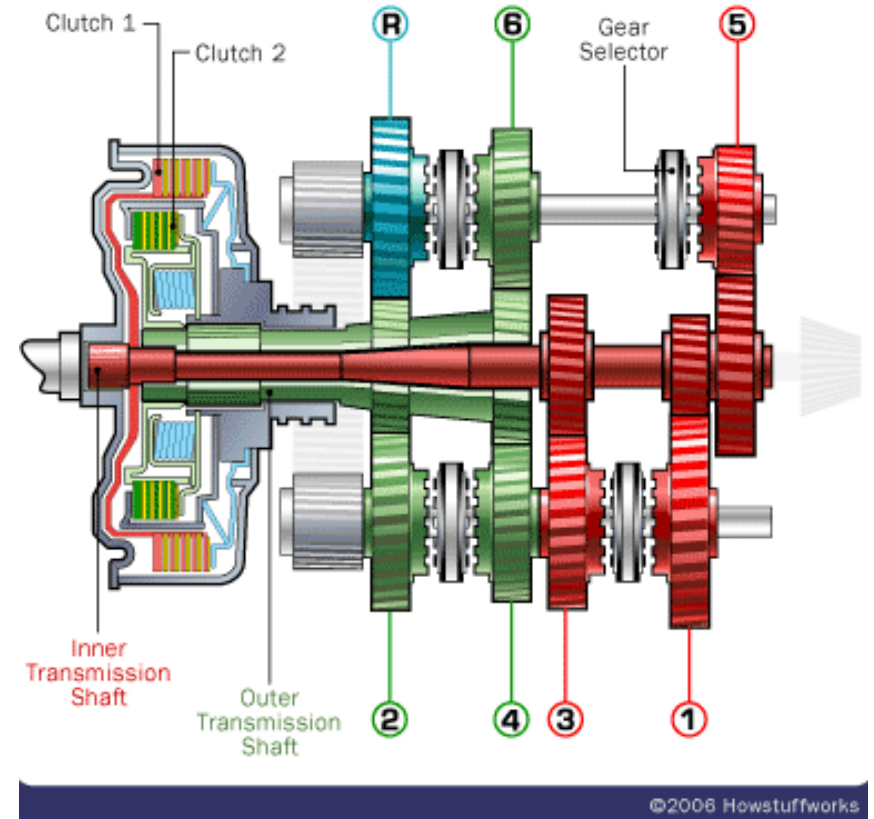 Clutch 1
Clutch 2
R
6
Gear
Selector
5
Inner
Transmission
Shaft
Outer
Transmission
Shaft
2
4
3
1
©2006 Howstuffworks